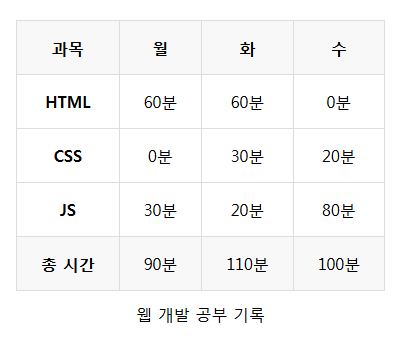 과목 월 화 수
HTML 60분 60분 0분
CSS 0분 30분 20분
JS 30분 20분 80분
총 시간 90분 110분 100분
웹 개발 공부 기록